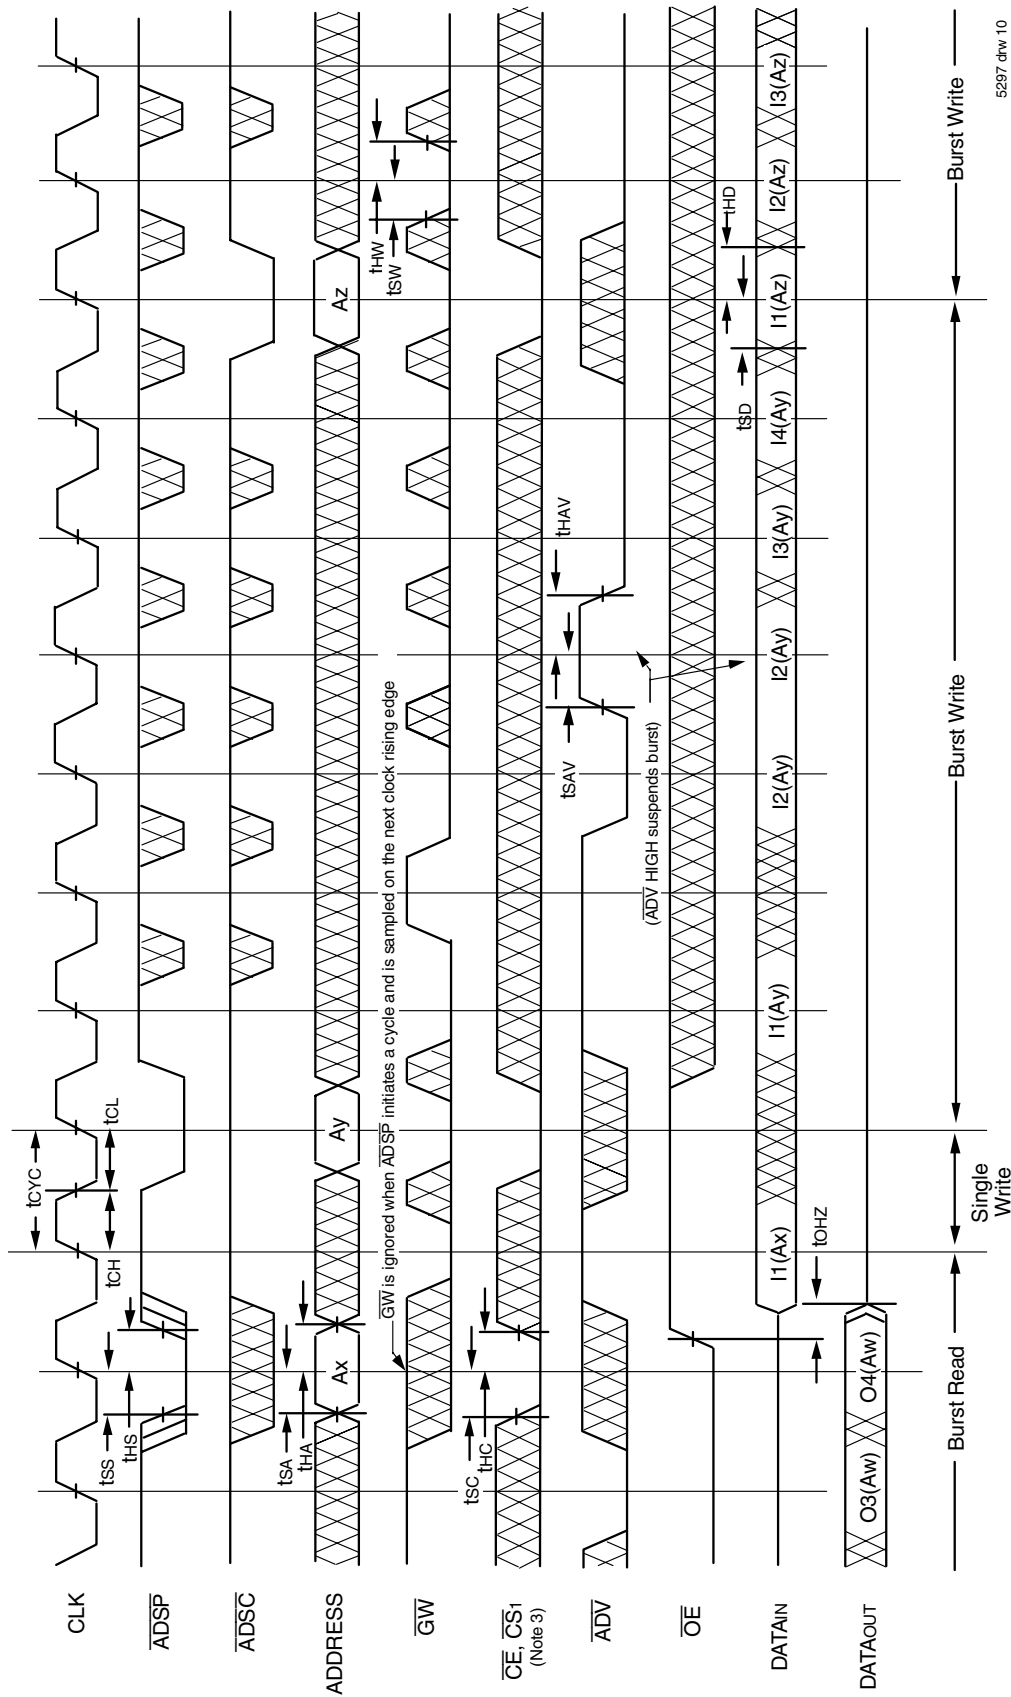 CLK
tCYC
tCH
tCL
ADSP
tSS
tHS
ADSC
ADDRESS
tSA
tHA
Ax
Ay
Az
GW
GW is ignored when ADSP initiates a cycle and is sampled on the next clock rising edge
tHW
tSW
CE, CS1
(Note 3)
tSC
tHC
ADV
tSAV
tHAV
(ADV HIGH suspends burst)
OE
tOHZ
tSD
tHD
DATAIN
I1(Ax)
I1(Ay)
I2(Ay)
I2(Ay)
I3(Ay)
I4(Ay)
I1(Az)
I2(Az)
I3(Az)
DATAOUT
O3(Aw)
O4(Aw)
Burst Read
Single
Write
Burst Write
Burst Write
5297 drw 10